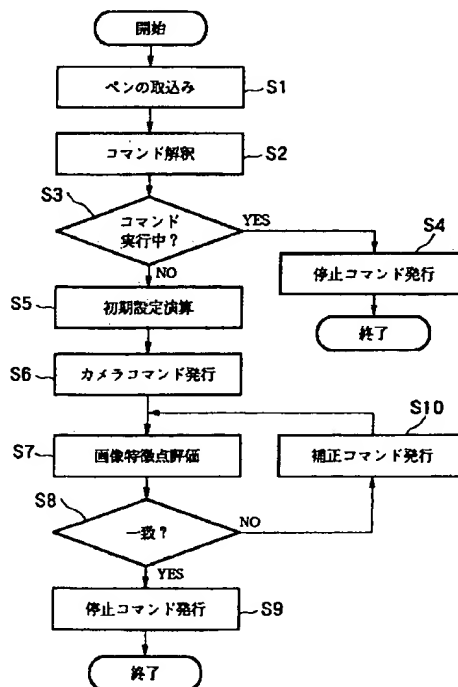 開始
ペンの取込み
S1
コマンド解釈
S2
S3
コマンド
実行中?
YES
NO
S4
停止コマンド発行
終了
S5
初期設定演算
S6
カメラコマンド発行
S10
補正コマンド発行
S7
画像特徴点評価
S8
一致?
NO
YES
停止コマンド発行
S9
終了